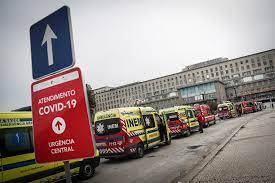 ATENDIMENTO
COVID-19
URGÊNCIA
CENTRAL
INEM